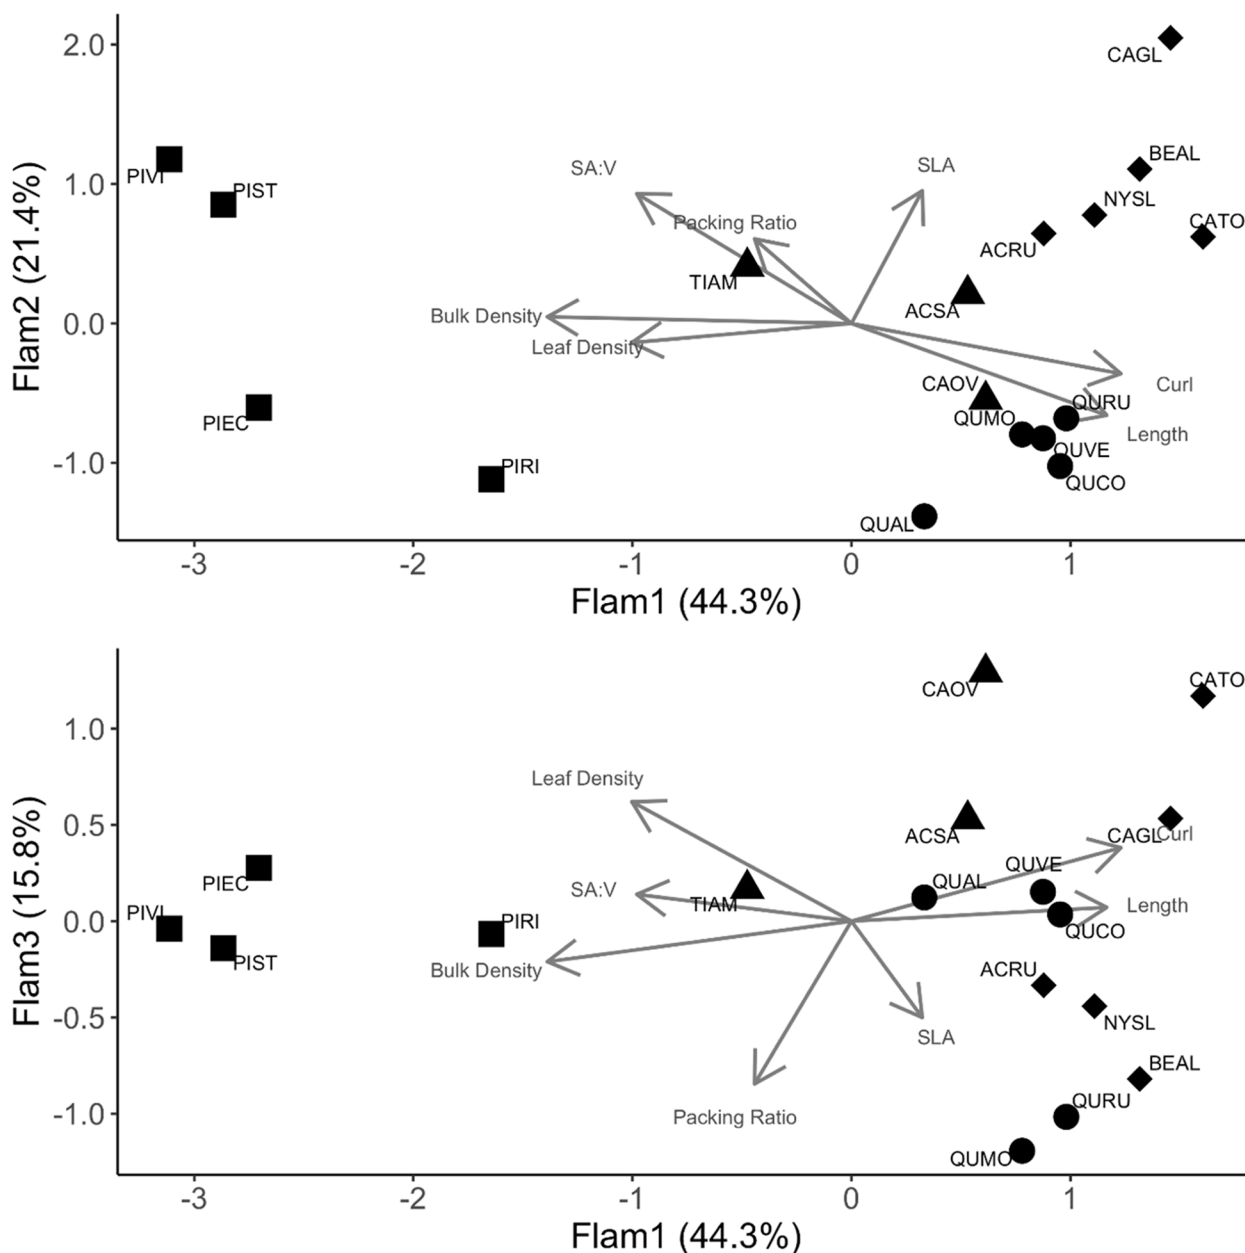 2.0
CAGL
PIVI
PIST
1.0
SA:V
SLA
BEAL
NYSL
CATO
Packing Ratio
ACRU
TIAM
ACSA
Bulk Density
0.0
Leaf Density
CAOV
Curl
QURU
QUMO
Length
PIEC
QUVE
-1.0
PIRI
QUCO
QUAL
Flam2 (21.4%)
-3 -2 -1 0 1
Flam1 (44.3%)
CAOV
CATO
1.0
Leaf Density
0.5
ACSA
CAGL
Curl
QUVE
PIEC
SA:V
QUAL
TIAM
Length
PIVI
0.0
PIRI
QUCO
PIST
Bulk Density
ACRU
-0.5
NYSL
SLA
BEAL
-1.0
Packing Ratio
QURU
QUMO
Flam3 (15.8%)
-3 -2 -1 0 1
Flam1 (44.3%)